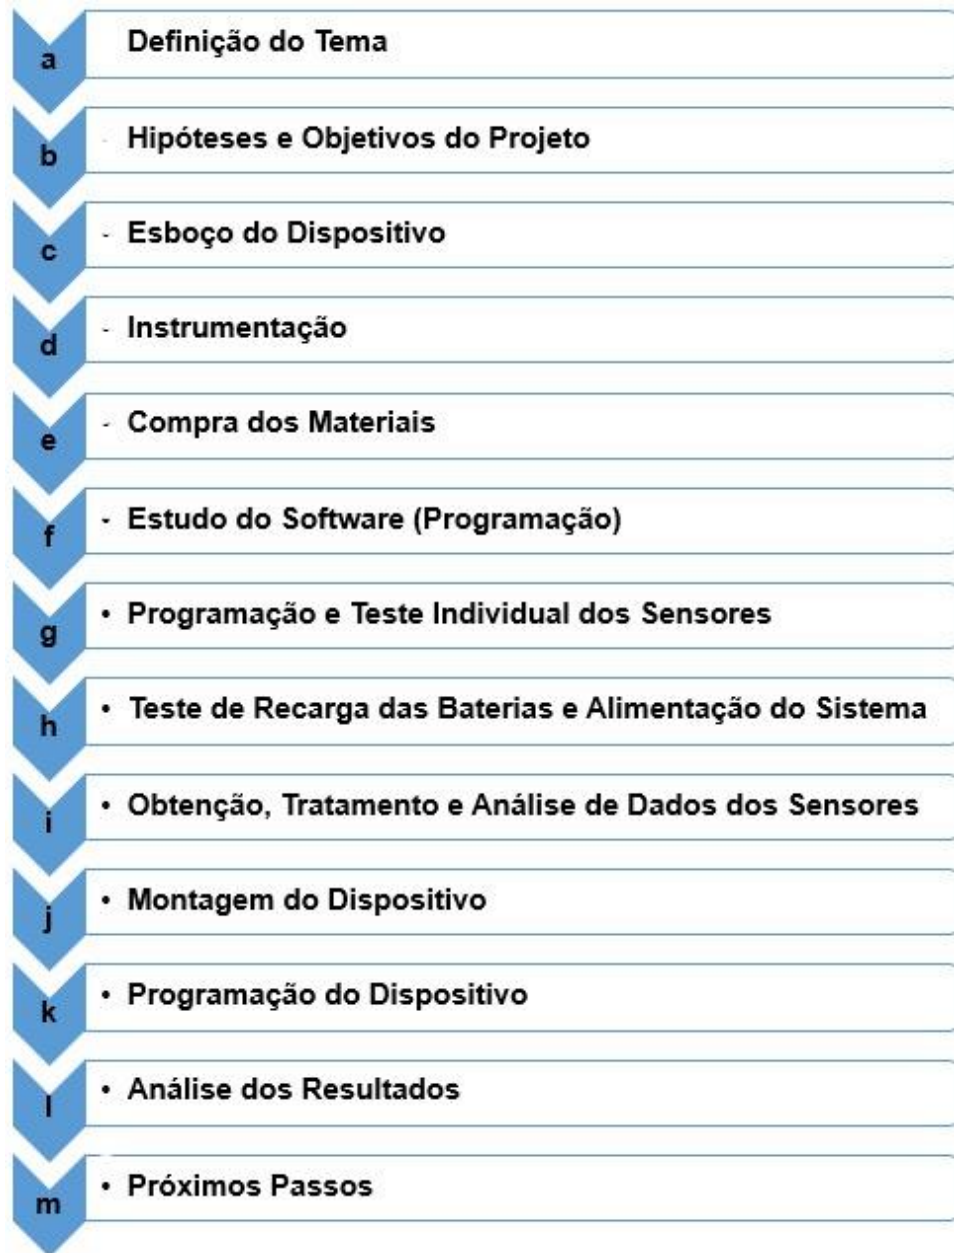 a
Definição do Tema
b
- Hipóteses e Objetivos do Projeto
c
- Esboço do Dispositivo
d
- Instrumentação
e
- Compra dos Materiais
f
- Estudo do Software (Programação)
g
• Programação e Teste Individual dos Sensores
h
• Teste de Recarga das Baterias e Alimentação do Sistema
i
• Obtenção, Tratamento e Análise de Dados dos Sensores
j
• Montagem do Dispositivo
k
• Programação do Dispositivo
l
• Análise dos Resultados
m
• Próximos Passos